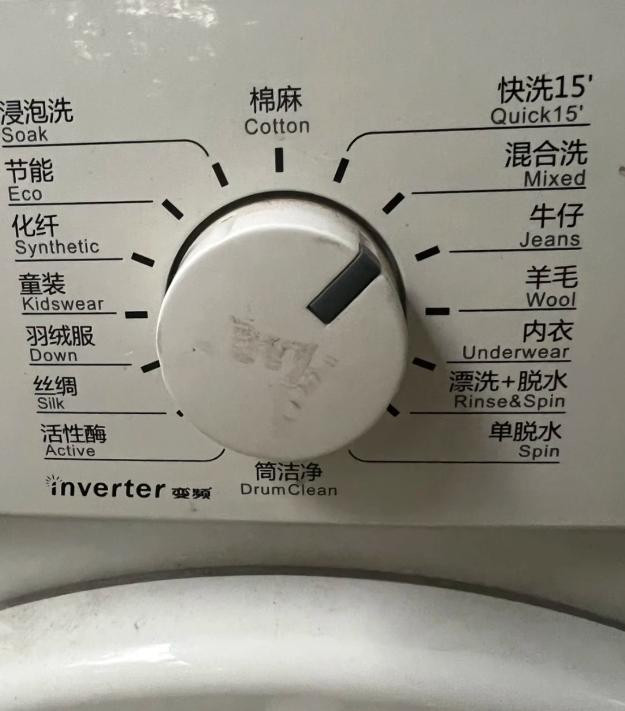 浸泡洗
Soak
节能
Eco
化纤
Synthetic
童装
Kidswear
羽绒服
Down
丝绸
Silk
活性酶
Active
棉麻
Cotton
快洗15'
Quick15'
混合洗
Mixed
牛仔
Jeans
羊毛
Wool
内衣
Underwear
漂洗+脱水
Rinse&Spin
单脱水
Spin
筒洁净
DrumClean
inverter 变频